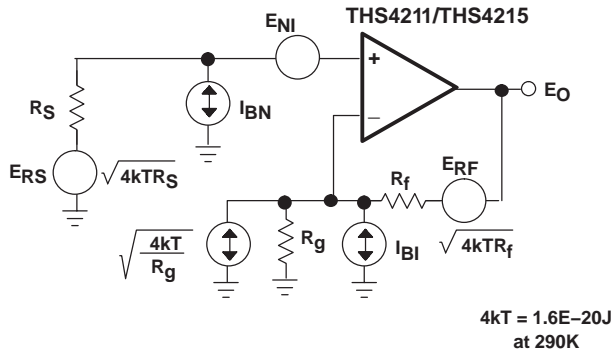 THS4211/THS4215
E_NI
R_S
I_BN
E_O
E_RS
√4kTR_S
E_RF
R_f
√4kT/R_g
R_g
I_BI
√4kTR_f
+
−
4kT = 1.6E−20J
at 290K